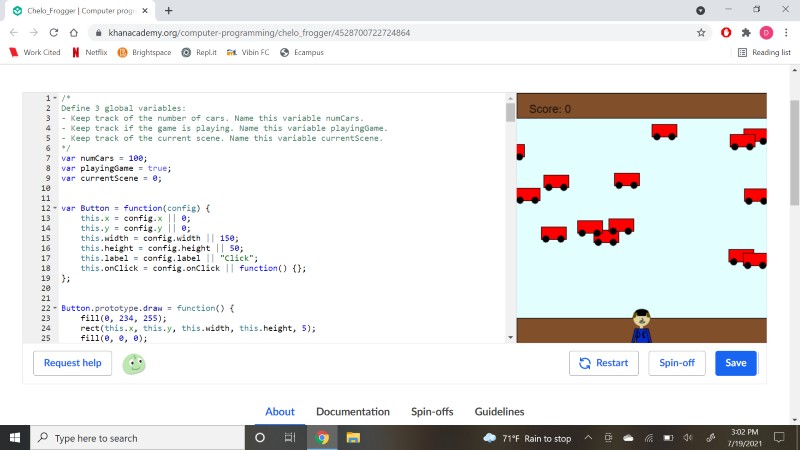 Chelo_Frogger | Computer prog
khanacademy.org/computer-programming/chelo_frogger/4528700722724864
D
Work Cited
Netflix
Brightspace
Repl.it
Vibin FC
Ecampus
Reading list
1 /*
2 Define 3 global variables:
3 - Keep track of the number of cars. Name this variable numCars.
4 - Keep track if the game is playing. Name this variable playingGame.
5 - Keep track of the current scene. Name this variable currentScene.
6 */
7 var numCars = 100;
8 var playingGame = true;
9 var currentScene = 0;
10
11
12 var Button = function(config) {
13 this.x = config.x || 0;
14 this.y = config.y || 0;
15 this.width = config.width || 150;
16 this.height = config.height || 50;
17 this.label = config.label || "Click";
18 this.onClick = config.onClick || function() {};
19 };
20
21
22 Button.prototype.draw = function() {
23 fill(0, 234, 255);
24 rect(this.x, this.y, this.width, this.height, 5);
25 fill(0, 0, 0);
Score: 0
Request help
Restart
Spin-off
Save
About
Documentation
Spin-offs
Guidelines
Type here to search
71°F Rain to stop
3:02 PM
7/19/2021